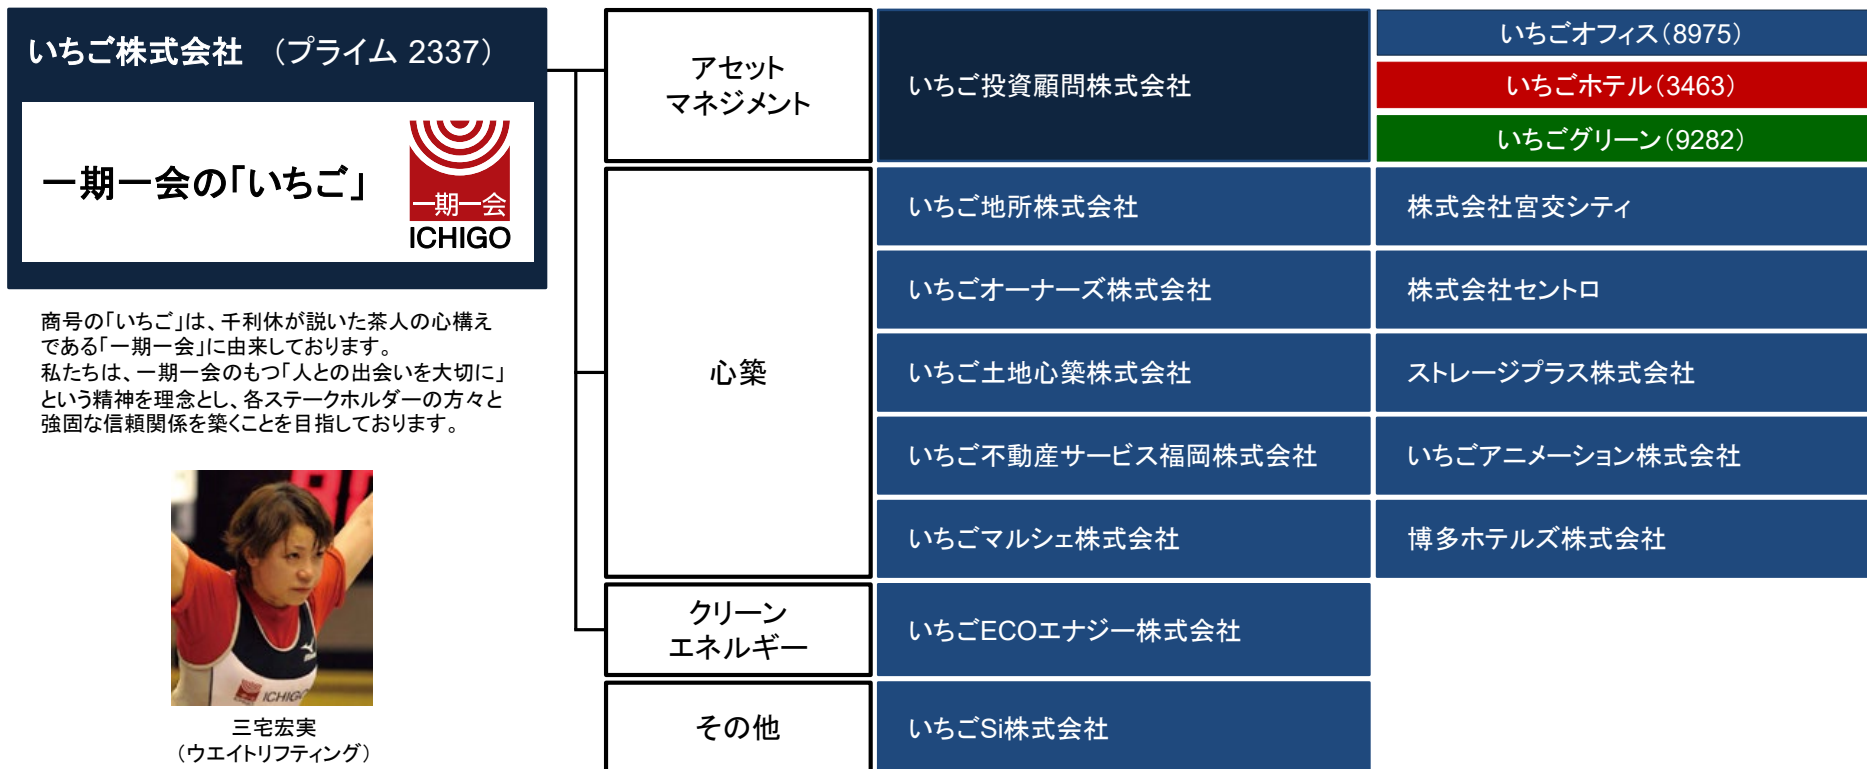 いちご株式会社 (プライム 2337)
一期一会の「いちご」
一期一会
ICHIGO
商号の「いちご」は、千利休が説いた茶人の心構え
である「一期一会」に由来しております。
私たちは、一期一会のもつ「人との出会いを大切に」
という精神を理念とし、各ステークホルダーの方々と
強固な信頼関係を築くことを目指しております。
ICHIGO
三宅宏実
(ウエイトリフティング)
アセット
マネジメント
いちご投資顧問株式会社
いちごオフィス(8975)
いちごホテル(3463)
いちごグリーン(9282)
心築
いちご地所株式会社
株式会社宮交シティ
いちごオーナーズ株式会社
株式会社セントロ
いちご土地心築株式会社
ストレージプラス株式会社
いちご不動産サービス福岡株式会社
いちごアニメーション株式会社
いちごマルシェ株式会社
博多ホテルズ株式会社
クリーン
エネルギー
いちごECOエナジー株式会社
その他
いちごSi株式会社